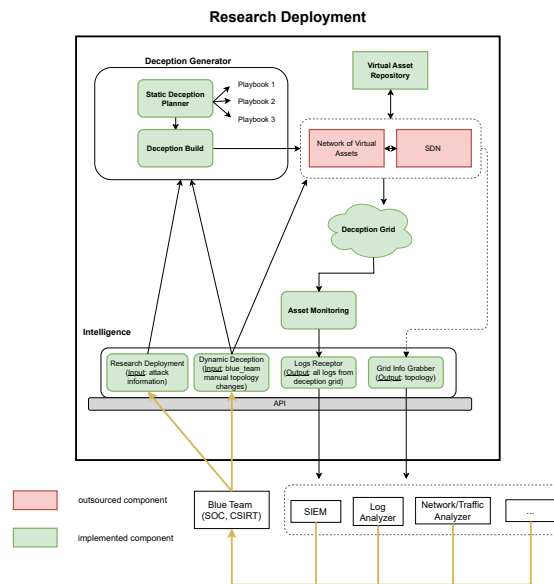 Research Deployment
Deception Generator
Static Deception
Planner
Playbook 1
Playbook 2
Playbook 3
Deception Build
Virtual Asset
Repository
Network of Virtual
Assets
SDN
Deception Grid
Asset Monitoring
Intelligence
Research Deployment
(Input: attack
information)
Dynamic Deception
(Input: blue_team
manual topology
changes)
Logs Receptor
(Output: all logs from
deception grid)
Grid Info Grabber
(Output: topology)
API
outsourced component
implemented component
Blue Team
(SOC, CSIRT)
SIEM
Log
Analyzer
Network/Traffic
Analyzer
...